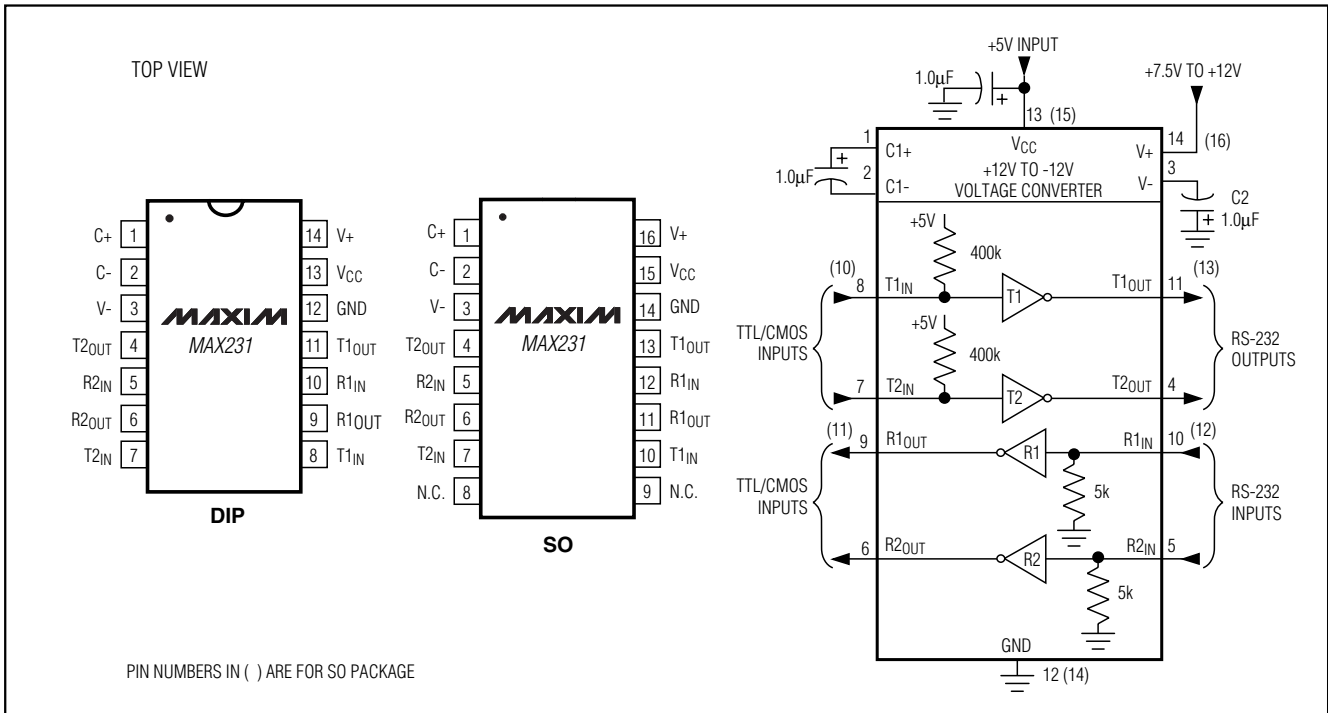 TOP VIEW
C+ 1
C- 2
V- 3
T2OUT 4
R2IN 5
R2OUT 6
T2IN 7
14 V+
13 VCC
12 GND
11 T1OUT
10 R1IN
9 R1OUT
8 T1IN
MAXIM
MAX231
DIP
C+ 1
C- 2
V- 3
T2OUT 4
R2IN 5
R2OUT 6
T2IN 7
N.C. 8
16 V+
15 VCC
14 GND
13 T1OUT
12 R1IN
11 R1OUT
10 T1IN
9 N.C.
MAXIM
MAX231
SO
PIN NUMBERS IN ( ) ARE FOR SO PACKAGE
+5V INPUT
1.0µF
+
+7.5V TO +12V
13 (15)
1
C1+
VCC
V+
14
(16)
+
1.0µF
2
C1-
+12V TO -12V
VOLTAGE CONVERTER
V-
3
C2
+
1.0µF
+5V
400k
(10)
8
T1IN
T1
T1OUT
11
(13)
TTL/CMOS
INPUTS
+5V
400k
RS-232
OUTPUTS
7
T2IN
T2
T2OUT
4
(11)
9
R1OUT
R1
R1IN
10
(12)
TTL/CMOS
INPUTS
5k
RS-232
INPUTS
6
R2OUT
R2
R2IN
5
5k
GND
12 (14)